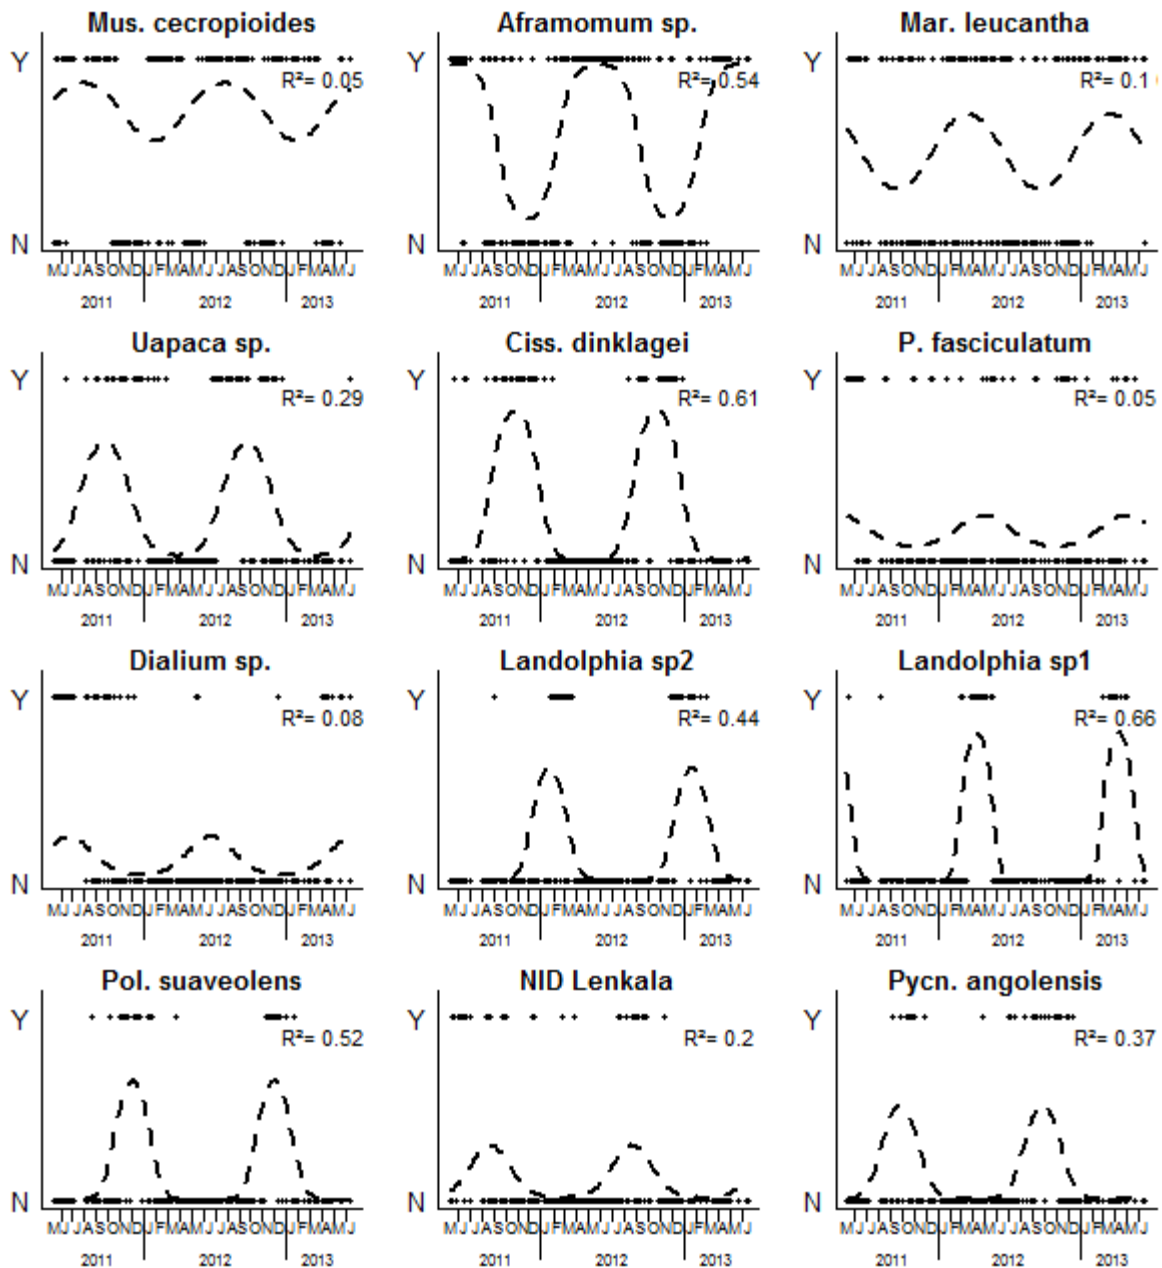 Mus. cecropioides
Y
R²= 0.05
N
MJJASONDJFMAMJJASONDJFMAMJ
2011 2012 2013
Aframomum sp.
R²= 0.54
MJJASONDJFMAMJJASONDJFMAMJ
2011 2012 2013
Mar. leucantha
Y
R²= 0.1
N
MJJASONDJFMAMJJASONDJFMAMJ
2011 2012 2013
Uapaca sp.
Y
R²= 0.29
N
MJJASONDJFMAMJJASONDJFMAMJ
2011 2012 2013
Ciss. dinklagei
Y
R²= 0.61
N
MJJASONDJFMAMJJASONDJFMAMJ
2011 2012 2013
P. fasciculatum
Y
R²= 0.05
N
MJJASONDJFMAMJJASONDJFMAMJ
2011 2012 2013
Dialium sp.
Y
R²= 0.08
N
MJJASONDJFMAMJJASONDJFMAMJ
2011 2012 2013
Landolphia sp2
Y
R²= 0.44
N
MJJASONDJFMAMJJASONDJFMAMJ
2011 2012 2013
Landolphia sp1
Y
R²= 0.66
N
MJJASONDJFMAMJJASONDJFMAMJ
2011 2012 2013
Pol. suaveolens
Y
R²= 0.52
N
MJJASONDJFMAMJJASONDJFMAMJ
2011 2012 2013
NID Lenkala
Y
R²= 0.2
N
MJJASONDJFMAMJJASONDJFMAMJ
2011 2012 2013
Pycn. angolensis
Y
R²= 0.37
N
MJJASONDJFMAMJJASONDJFMAMJ
2011 2012 2013